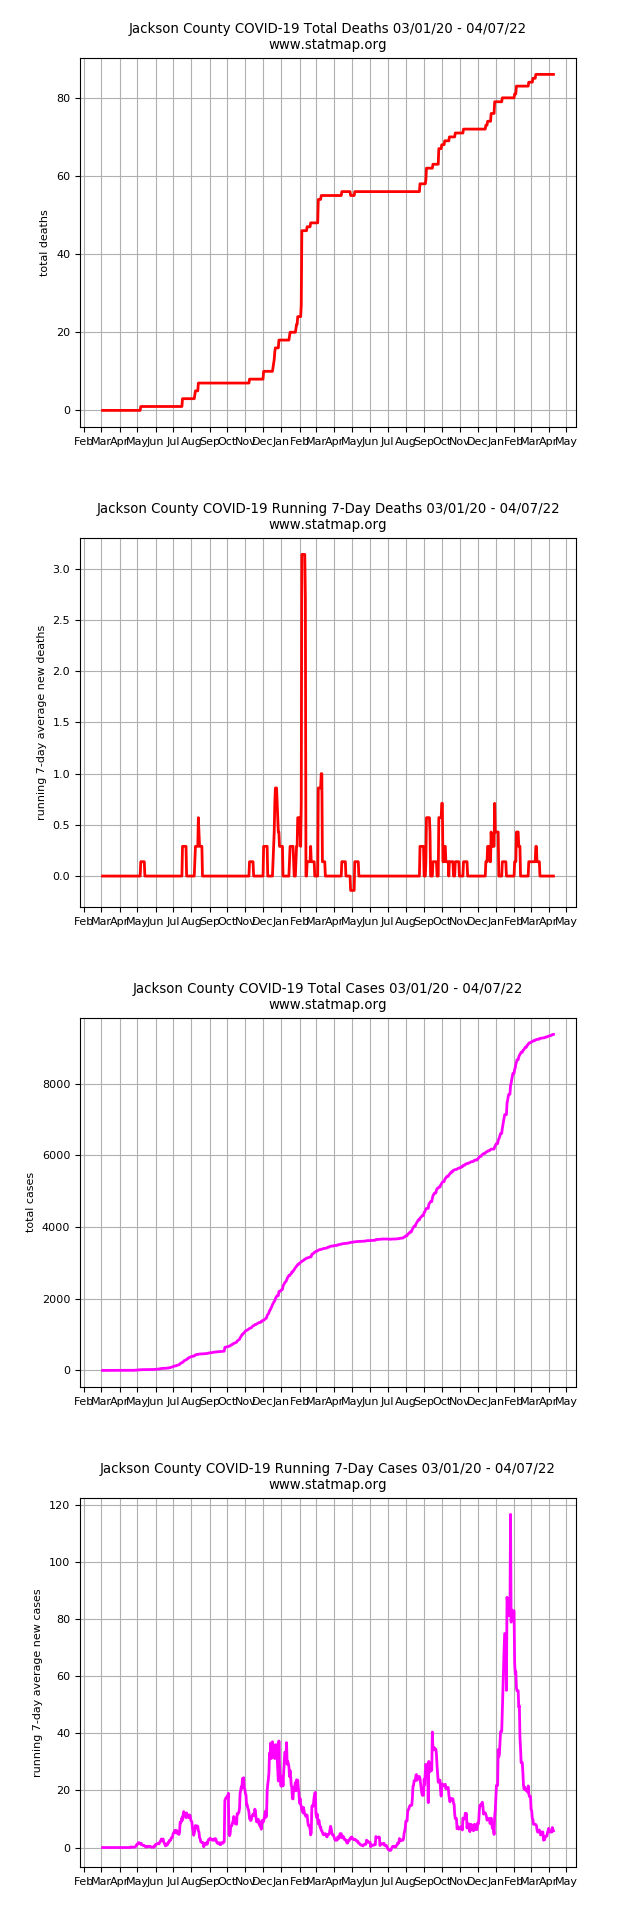 Jackson County COVID-19 Total Deaths 03/01/20 - 04/07/22
www.statmap.org
80
60
40
20
0
total deaths
Feb Mar Apr May Jun Jul Aug Sep Oct Nov Dec Jan Feb Mar Apr May Jun Jul Aug Sep Oct Nov Dec Jan Feb Mar Apr May
Jackson County COVID-19 Running 7-Day Deaths 03/01/20 - 04/07/22
www.statmap.org
3.0
2.5
2.0
1.5
1.0
0.5
0.0
running 7-day average new deaths
Feb Mar Apr May Jun Jul Aug Sep Oct Nov Dec Jan Feb Mar Apr May Jun Jul Aug Sep Oct Nov Dec Jan Feb Mar Apr May
Jackson County COVID-19 Total Cases 03/01/20 - 04/07/22
www.statmap.org
8000
6000
4000
2000
0
total cases
Feb Mar Apr May Jun Jul Aug Sep Oct Nov Dec Jan Feb Mar Apr May Jun Jul Aug Sep Oct Nov Dec Jan Feb Mar Apr May
Jackson County COVID-19 Running 7-Day Cases 03/01/20 - 04/07/22
www.statmap.org
120
100
80
60
40
20
0
running 7-day average new cases
Feb Mar Apr May Jun Jul Aug Sep Oct Nov Dec Jan Feb Mar Apr May Jun Jul Aug Sep Oct Nov Dec Jan Feb Mar Apr May